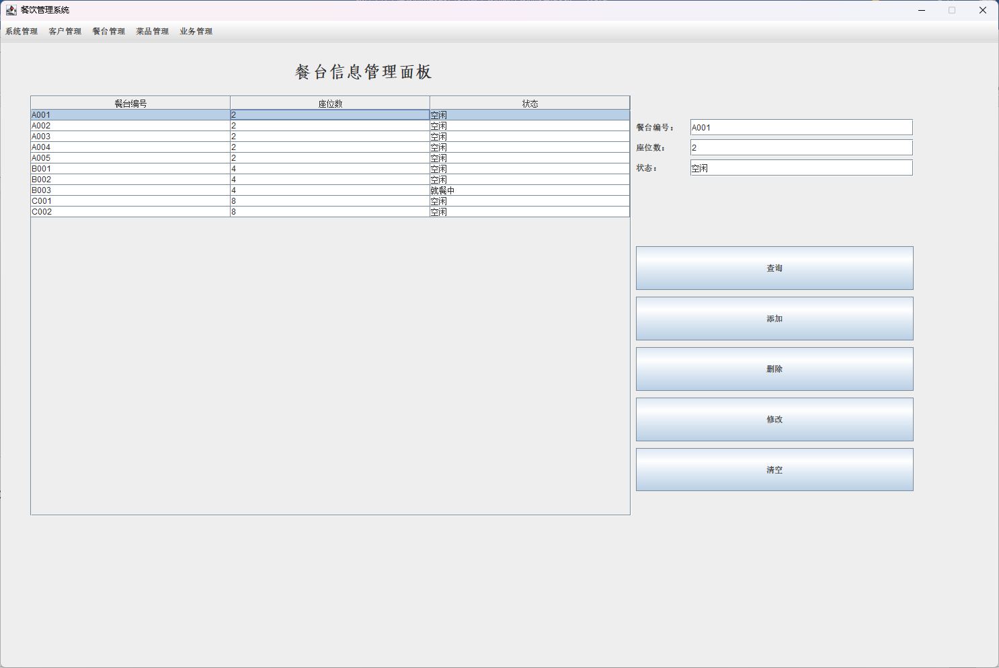 餐饮管理系统
系统管理 客户管理 餐台管理 菜品管理 业务管理
餐台信息管理面板
餐台编号 座位数 状态
A001 2 空闲
A002 2 空闲
A003 2 空闲
A004 2 空闲
A005 2 空闲
B001 4 空闲
B002 4 空闲
B003 4 就餐中
C001 8 空闲
C002 8 空闲
餐台编号： A001
座位数： 2
状态： 空闲
查询
添加
删除
修改
清空